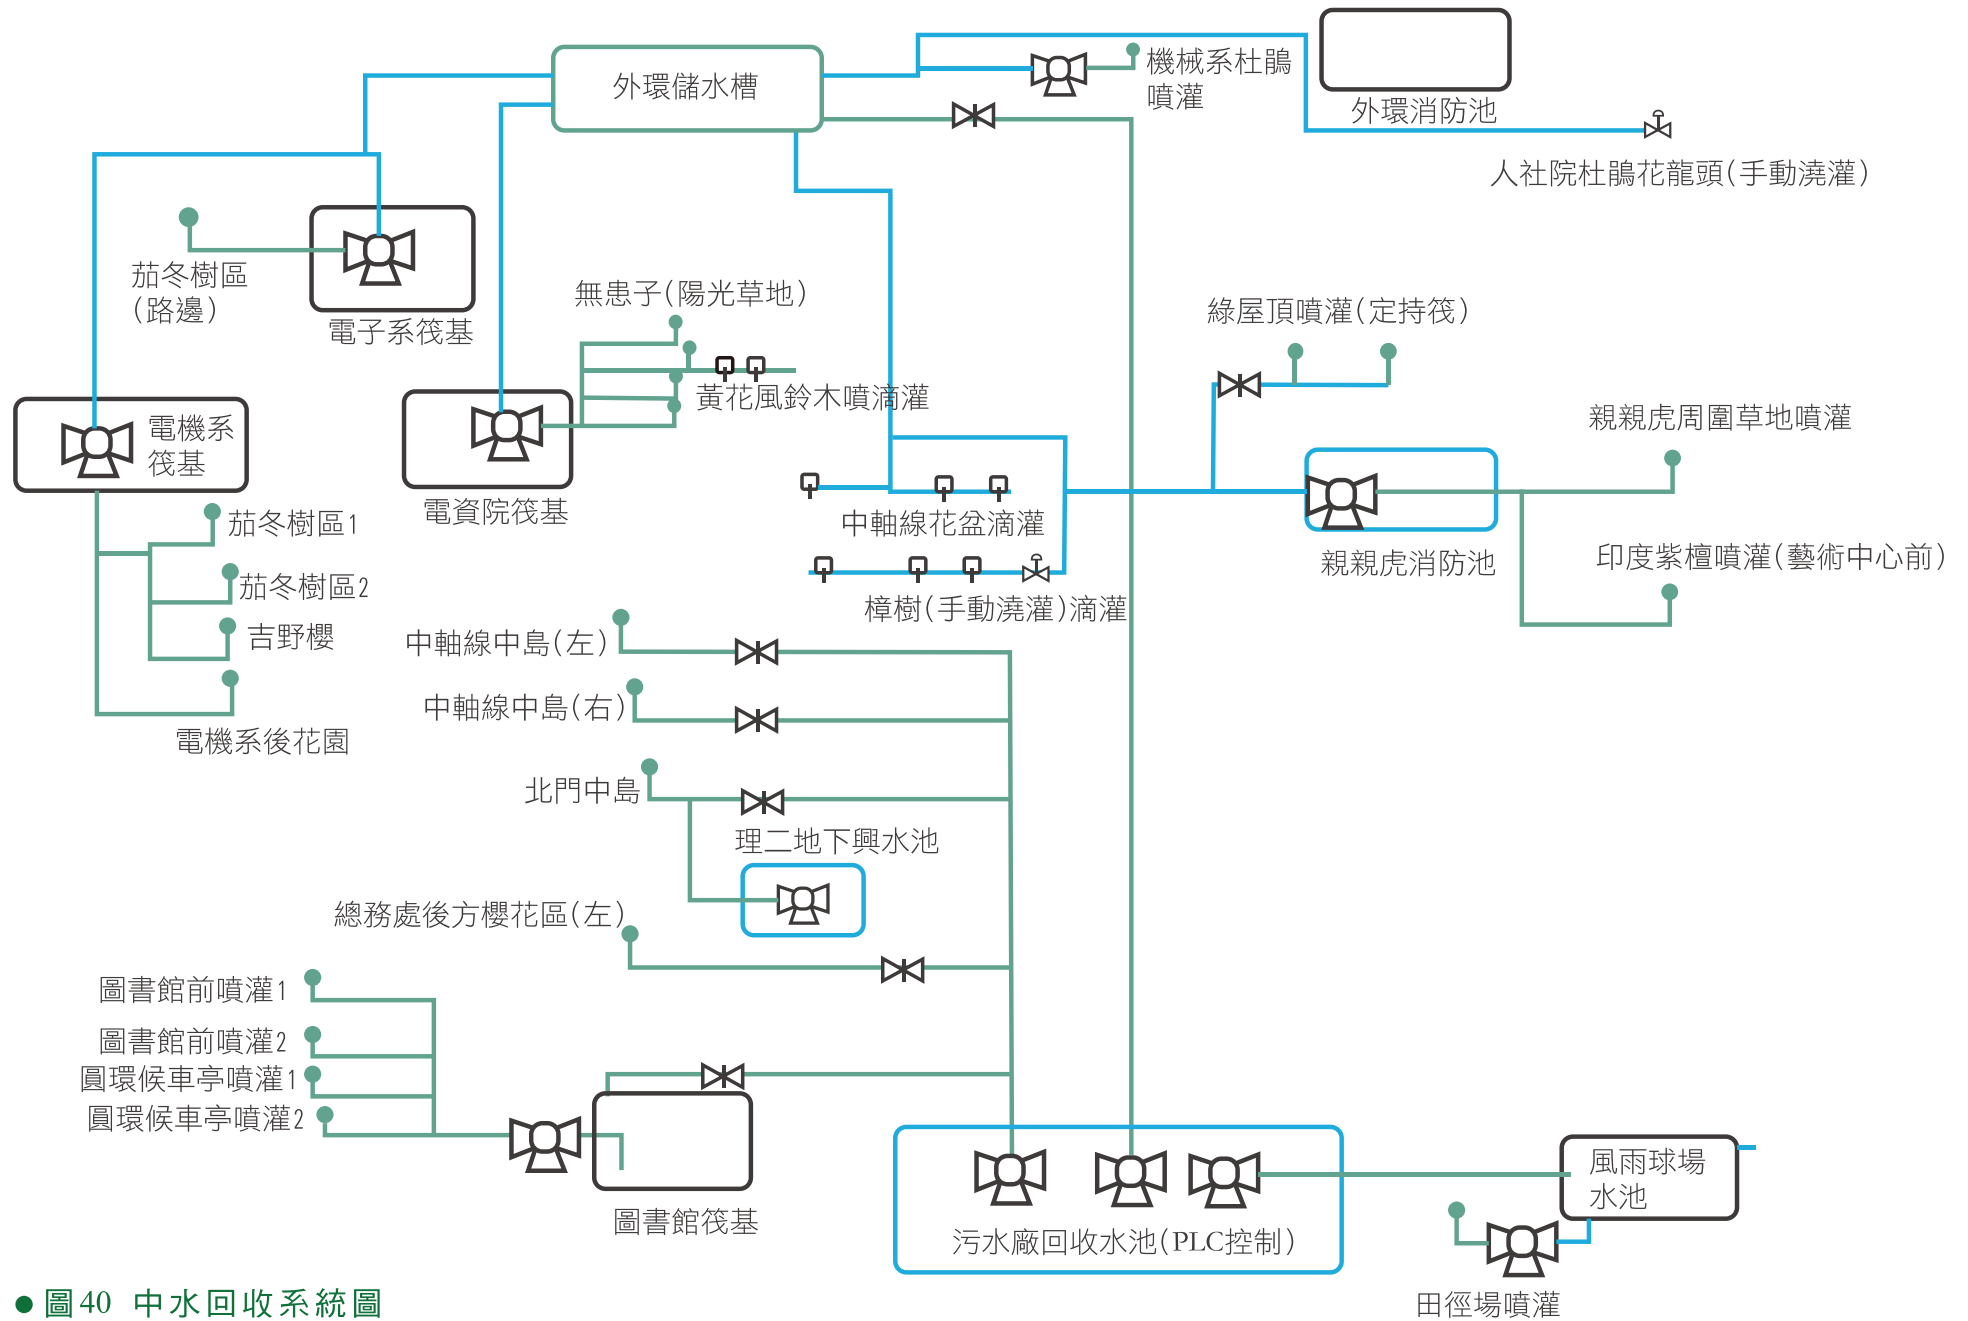 外環儲水槽
機械系杜鵑
噴灌
外環消防池
人社院杜鵑花龍頭(手動澆灌)
茄冬樹區
(路邊)
電子系筏基
無患子(陽光草地)
綠屋頂噴灌(定持筏)
黃花風鈴木噴滴灌
電機系
筏基
親親虎周圍草地噴灌
電資院筏基
中軸線花盆滴灌
茄冬樹區1
親親虎消防池
印度紫檀噴灌(藝術中心前)
茄冬樹區2
樟樹(手動澆灌)滴灌
吉野櫻
中軸線中島(左)
中軸線中島(右)
電機系後花園
北門中島
理二地下興水池
總務處後方櫻花區(左)
圖書館前噴灌1
圖書館前噴灌2
圓環候車亭噴灌1
圓環候車亭噴灌2
圖書館筏基
污水廠回收水池(PLC控制)
風雨球場
水池
田徑場噴灌
●圖40 中水回收系統圖